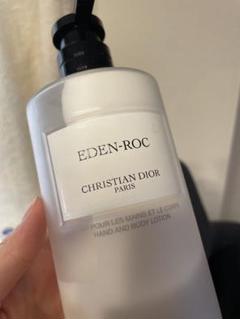 EDEN-ROC
CHRISTIAN DIOR
PARIS
POUR LES MAINS ET LE CORPS
HAND AND BODY LOTION